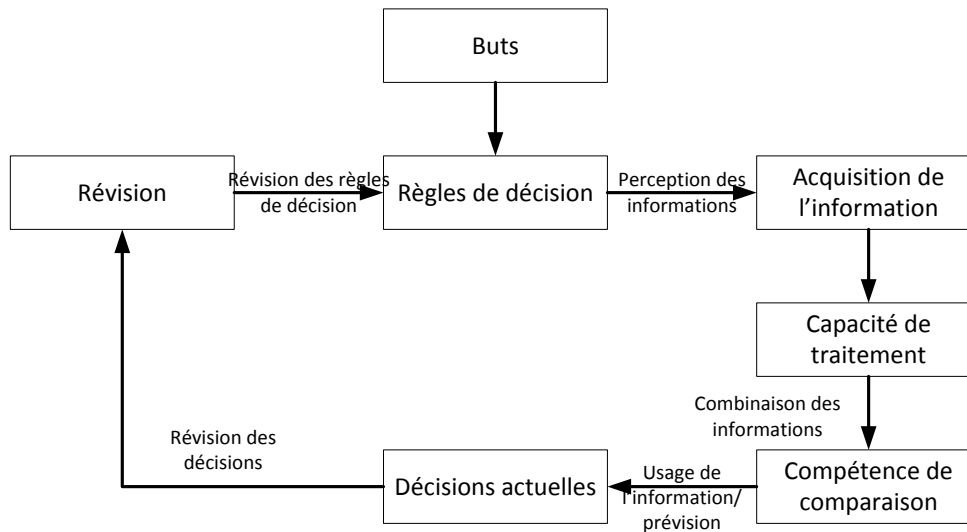 Buts
Révision
Révision des règles
de décision
Règles de décision
Perception des
informations
Acquisition de
l’information
Capacité de
traitement
Combinaison des
informations
Révision des
décisions
Décisions actuelles
Usage de
l’information/
prévision
Compétence de
comparaison